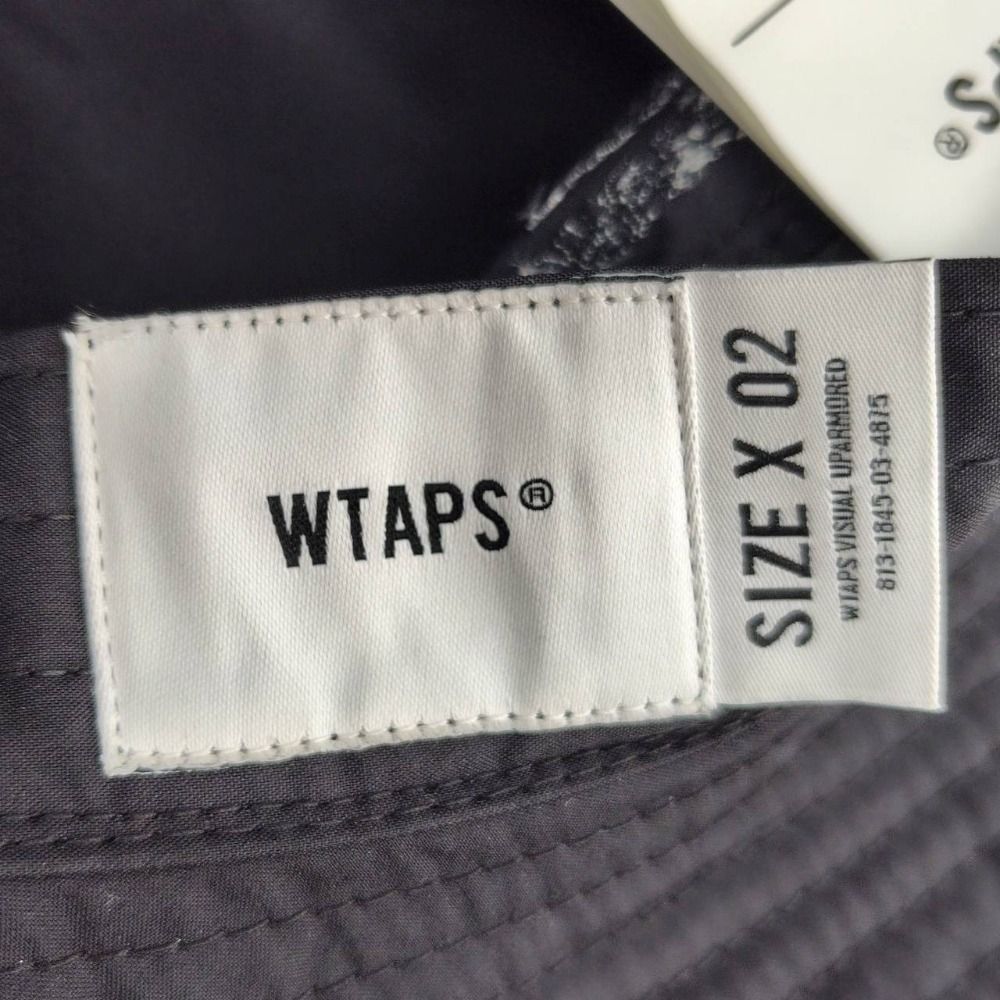 WTAPS®
SIZE X 02
WTAPS VISUAL UPARMORED
813-1845-03-4875